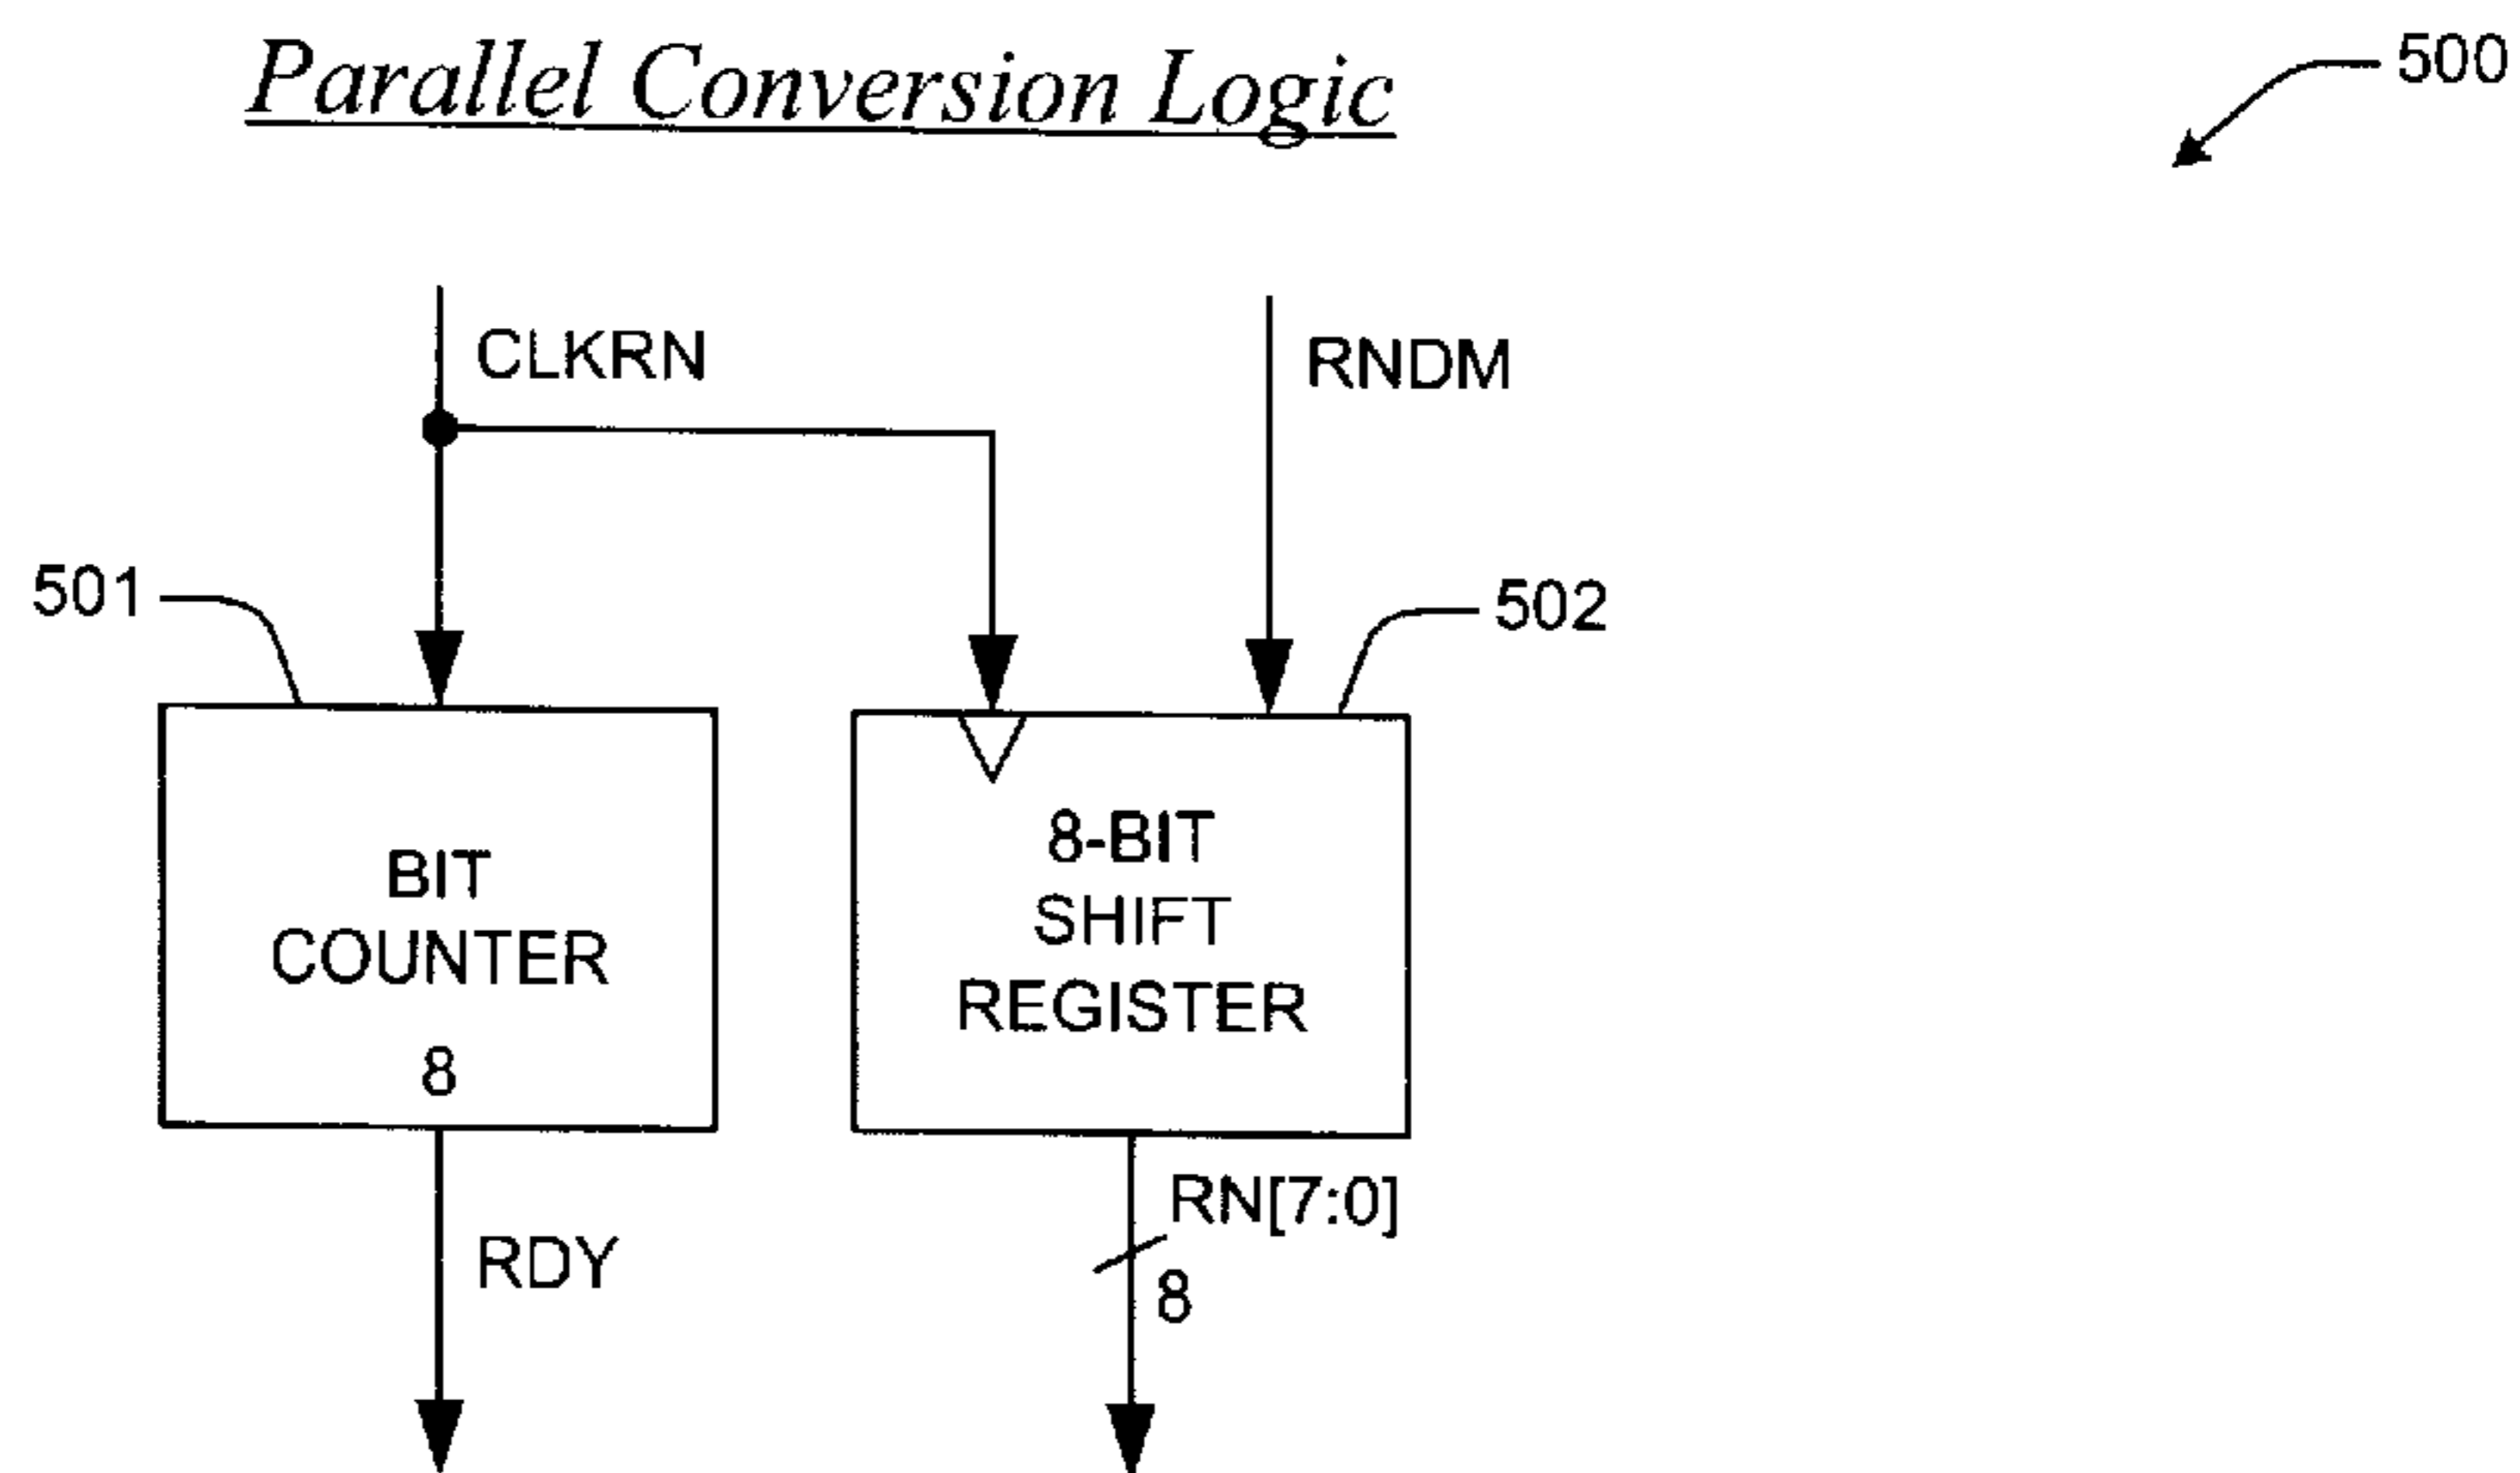 Parallel Conversion Logic
500
CLKRN
RNDM
501
502
BIT
COUNTER
8
8-BIT
SHIFT
REGISTER
RDY
RN[7:0]
8